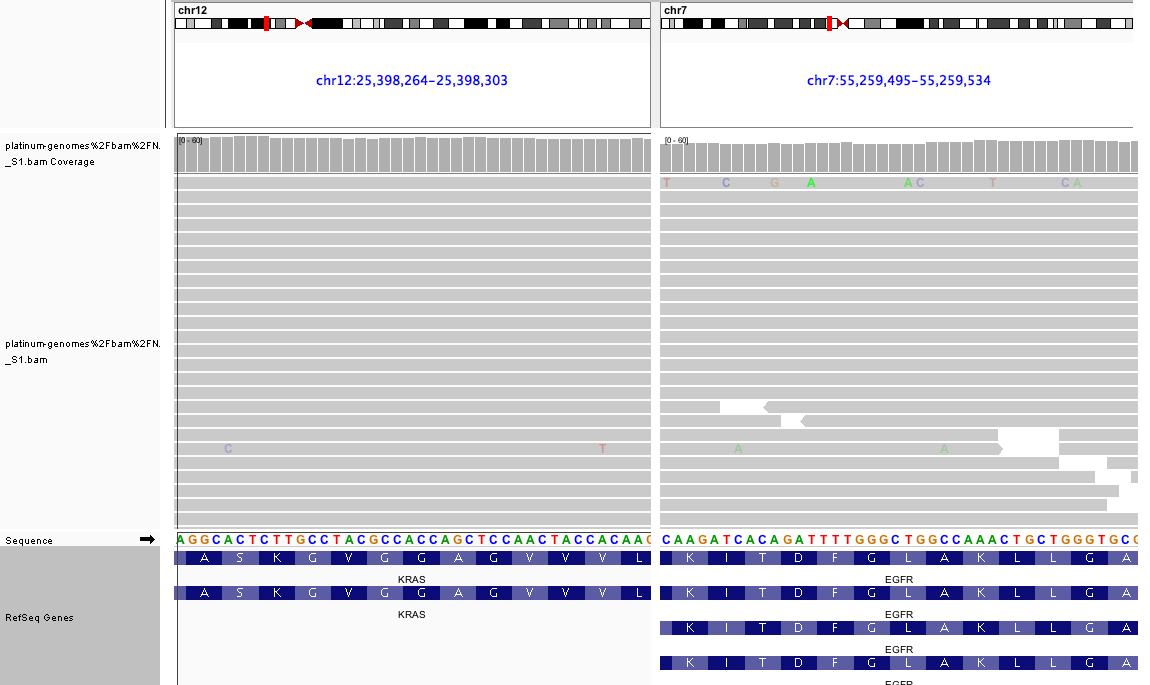 chr12
chr7
chr12:25,398,264–25,398,303
chr7:55,259,495–55,259,534
platinum-genomes%2Fbam%2FN.
_S1.bam Coverage
[0 - 60]
[0 - 60]
T C G A A C T C A
platinum-genomes%2Fbam%2FN.
_S1.bam
C T
A A
Sequence
AGGCACTCTTGCCTACGCCACCAGCTCCAACTACCACAAG
CAAGATCACAGATTTTGGGCTGGCCAAACTGCTGGGTGCG
A S K G V G G A G V V V L
K I T D F G L A K L L G A
KRAS
EGFR
A S K G V G G A G V V V L
K I T D F G L A K L L G A
KRAS
EGFR
RefSeq Genes
K I T D F G L A K L L G A
EGFR
K I T D F G L A K L L G A
EGFR